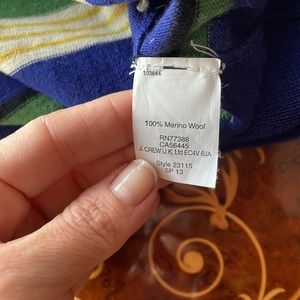 103644
100% Merino Wool
RN77388
CA56445
J. CREW U.K. Ltd EC4V 6JA
Style 23115
SP 13